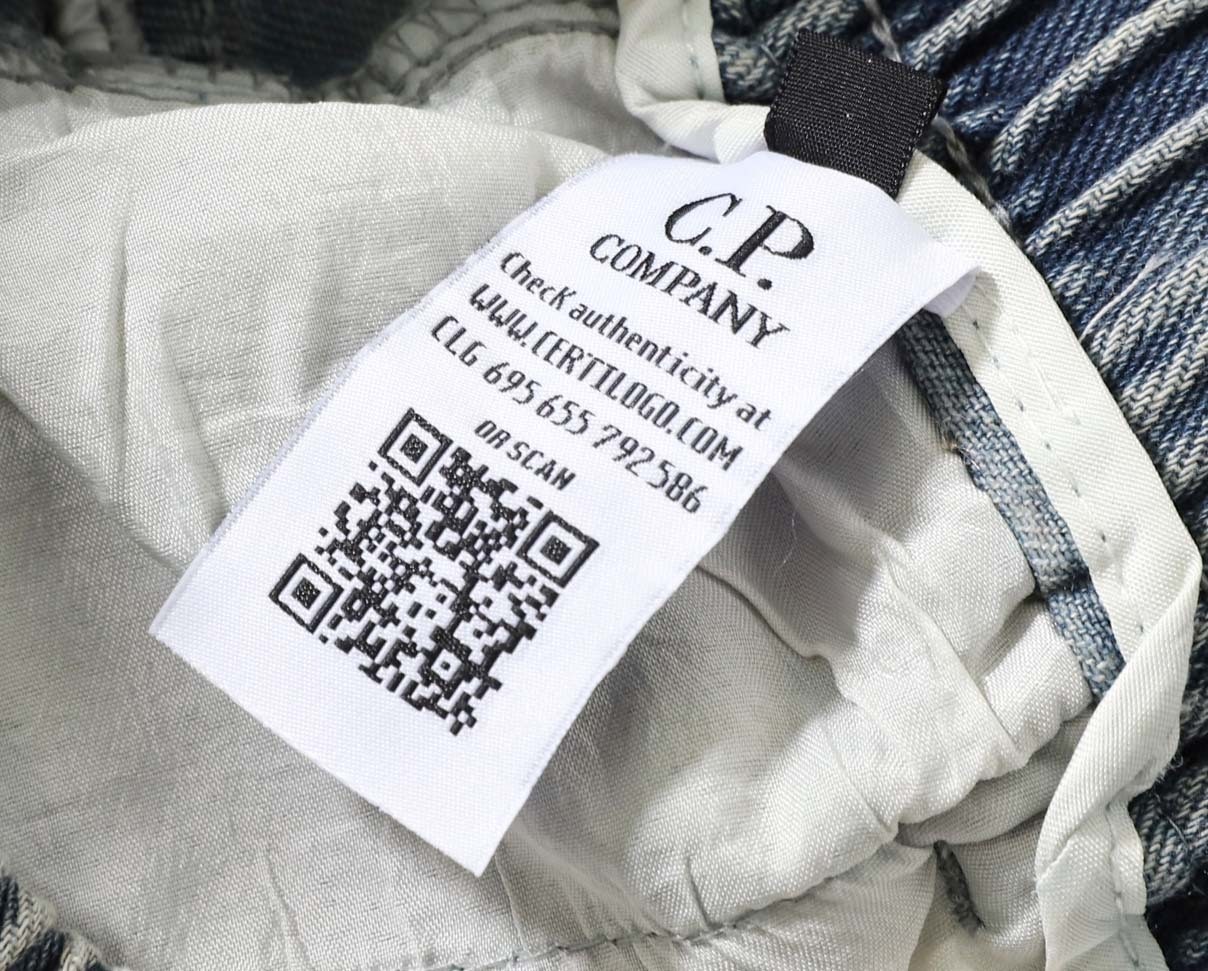 C.P.
COMPANY
Check authenticity at
WWW.CERTILOGO.COM
CLG 695 655 792 586
OR SCAN